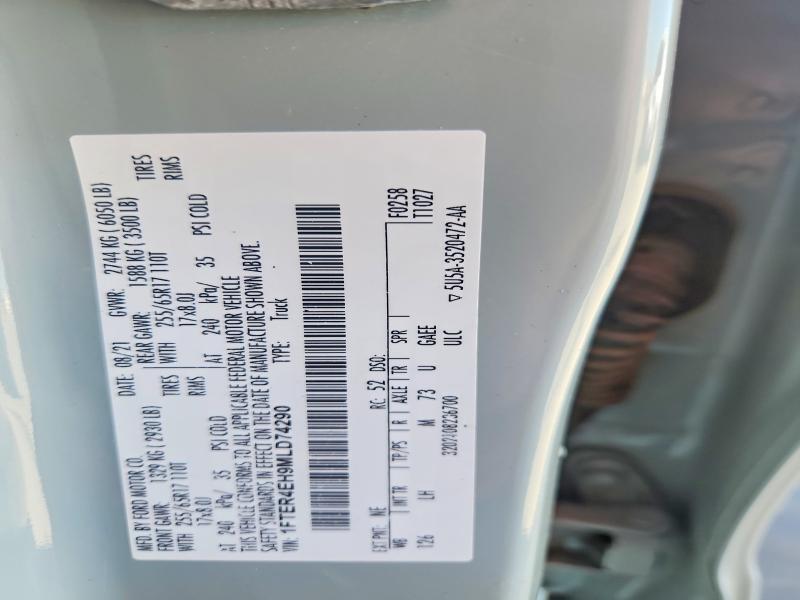 MFD. BY FORD MOTOR CO.
DATE: 08/21 GVWR: 2744 KG ( 6050 LB)
FRONT GAWR: 1329 KG ( 2930 LB) REAR GAWR: 1588 KG ( 3500 LB)
WITH 255/65R17 110T TIRES WITH 255/65R17 110T TIRES
17x8.0J RIMS 17x8.0J RIMS
AT 240 kPa/ 35 PSI COLD AT 240 kPa/ 35 PSI COLD
THIS VEHICLE CONFORMS TO ALL APPLICABLE FEDERAL MOTOR VEHICLE
SAFETY STANDARDS IN EFFECT ON THE DATE OF MANUFACTURE SHOWN ABOVE.
VIN: 1FTER4EH9MLD74290 TYPE: Truck
F0258
EXT PNT: NE RC: 52 DSO: T1027
WB INT TR TP/PS R AXLE TR SPR
126 LH M 73 U GAEE
3202108236700 ULC ▽ 5U5A-3520472-AA